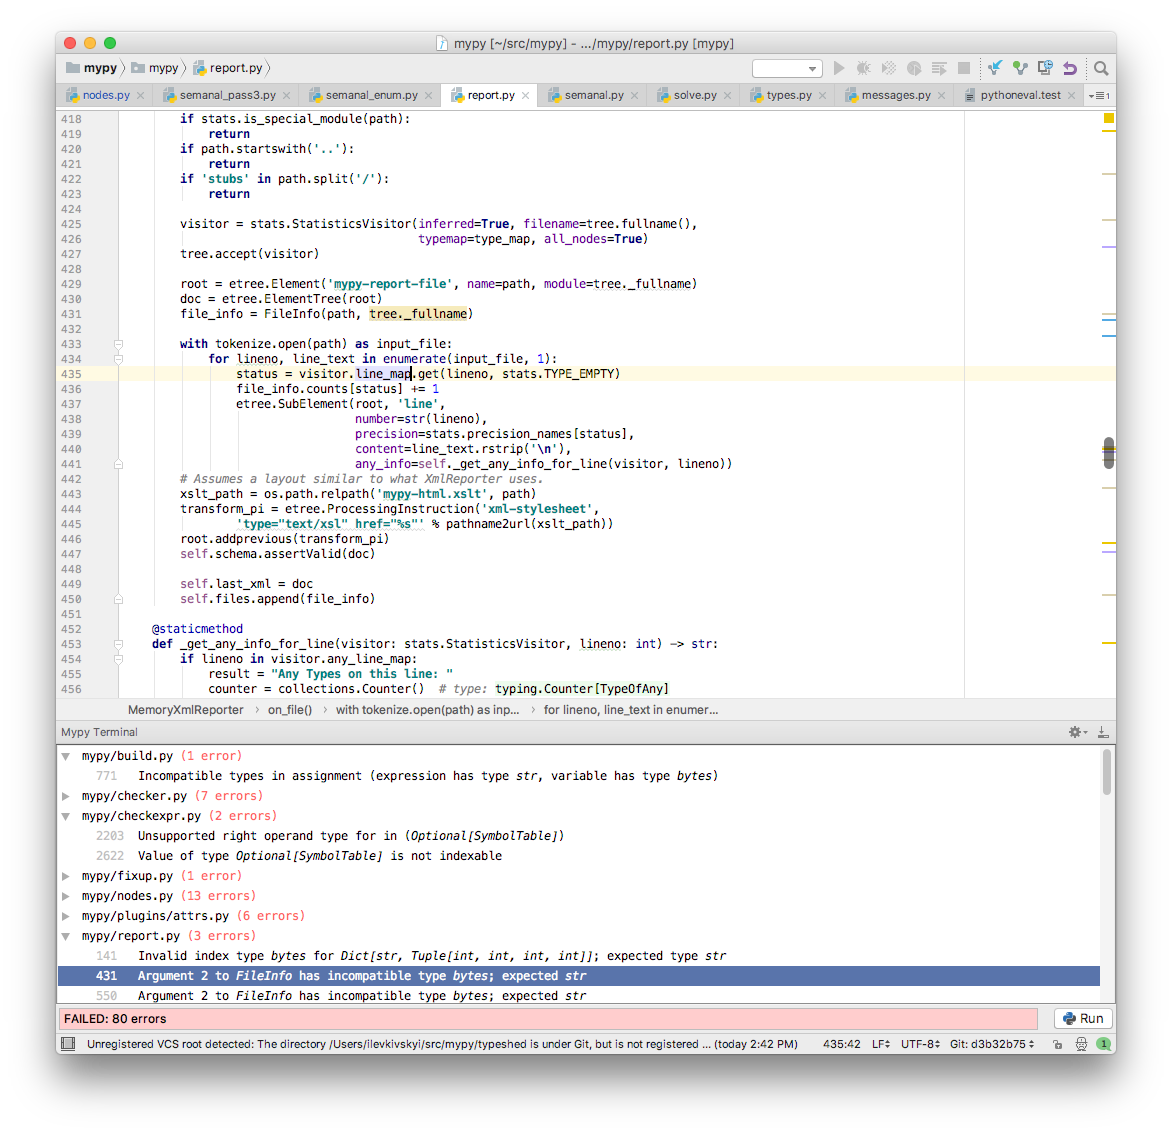 mypy [~/src/mypy] - .../mypy/report.py [mypy]
mypy mypy report.py
nodes.py semanal_pass3.py semanal_enum.py report.py semanal.py solve.py types.py messages.py pythoneval.test 1
418 if stats.is_special_module(path):
419 return
420 if path.startswith('..'):
421 return
422 if 'stubs' in path.split('/'):
423 return
424
425 visitor = stats.StatisticsVisitor(inferred=True, filename=tree.fullname(),
426 typemap=type_map, all_nodes=True)
427 tree.accept(visitor)
428
429 root = etree.Element('mypy-report-file', name=path, module=tree._fullname)
430 doc = etree.ElementTree(root)
431 file_info = FileInfo(path, tree._fullname)
432
433 with tokenize.open(path) as input_file:
434 for lineno, line_text in enumerate(input_file, 1):
435 status = visitor.line_map.get(lineno, stats.TYPE_EMPTY)
436 file_info.counts[status] += 1
437 etree.SubElement(root, 'line',
438 number=str(lineno),
439 precision=stats.precision_names[status],
440 content=line_text.rstrip('\n'),
441 any_info=self._get_any_info_for_line(visitor, lineno))
442 # Assumes a layout similar to what XmlReporter uses.
443 xslt_path = os.path.relpath('mypy-html.xslt', path)
444 transform_pi = etree.ProcessingInstruction('xml-stylesheet',
445 'type="text/xsl" href="%s"' % pathname2url(xslt_path))
446 root.addprevious(transform_pi)
447 self.schema.assertValid(doc)
448
449 self.last_xml = doc
450 self.files.append(file_info)
451
452 @staticmethod
453 def _get_any_info_for_line(visitor: stats.StatisticsVisitor, lineno: int) -> str:
454 if lineno in visitor.any_line_map:
455 result = "Any Types on this line: "
456 counter = collections.Counter() # type: typing.Counter[TypeOfAny]
MemoryXmlReporter › on_file() › with tokenize.open(path) as inp... › for lineno, line_text in enumer...
Mypy Terminal
mypy/build.py (1 error)
771 Incompatible types in assignment (expression has type str, variable has type bytes)
mypy/checker.py (7 errors)
mypy/checkexpr.py (2 errors)
2203 Unsupported right operand type for in (Optional[SymbolTable])
2622 Value of type Optional[SymbolTable] is not indexable
mypy/fixup.py (1 error)
mypy/nodes.py (13 errors)
mypy/plugins/attrs.py (6 errors)
mypy/report.py (3 errors)
141 Invalid index type bytes for Dict[str, Tuple[int, int, int, int]]; expected type str
431 Argument 2 to FileInfo has incompatible type bytes; expected str
550 Argument 2 to FileInfo has incompatible type bytes; expected str
FAILED: 80 errors Run
Unregistered VCS root detected: The directory /Users/ilevkivskyi/src/mypy/typeshed is under Git, but is not registered ... (today 2:42 PM) 435:42 LF UTF-8 Git: d3b32b75 1